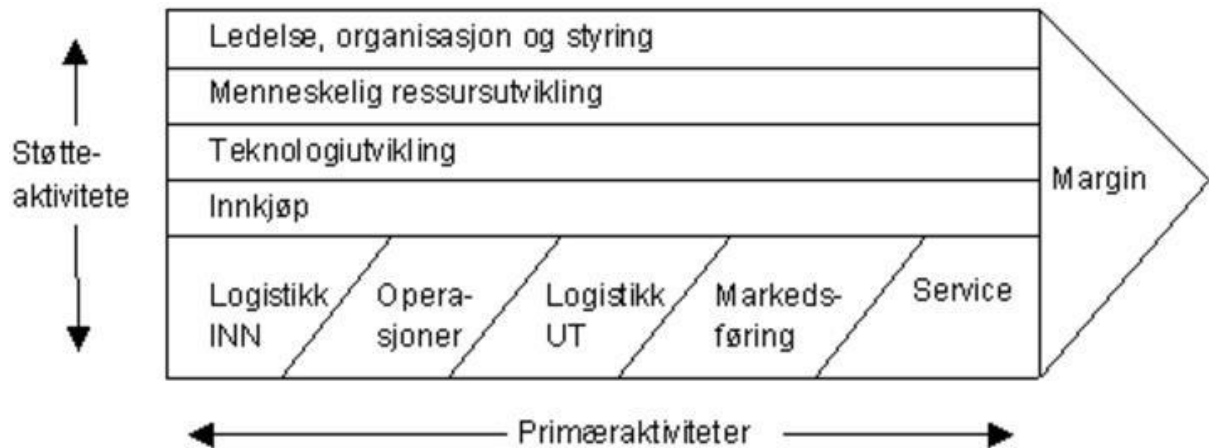 Ledelse, organisasjon og styring
Menneskelig ressursutvikling
Teknologiutvikling
Innkjøp
Støtte-
aktivitete
Margin
Logistikk
INN
Opera-
sjoner
Logistikk
UT
Markeds-
føring
Service
Primæraktiviteter